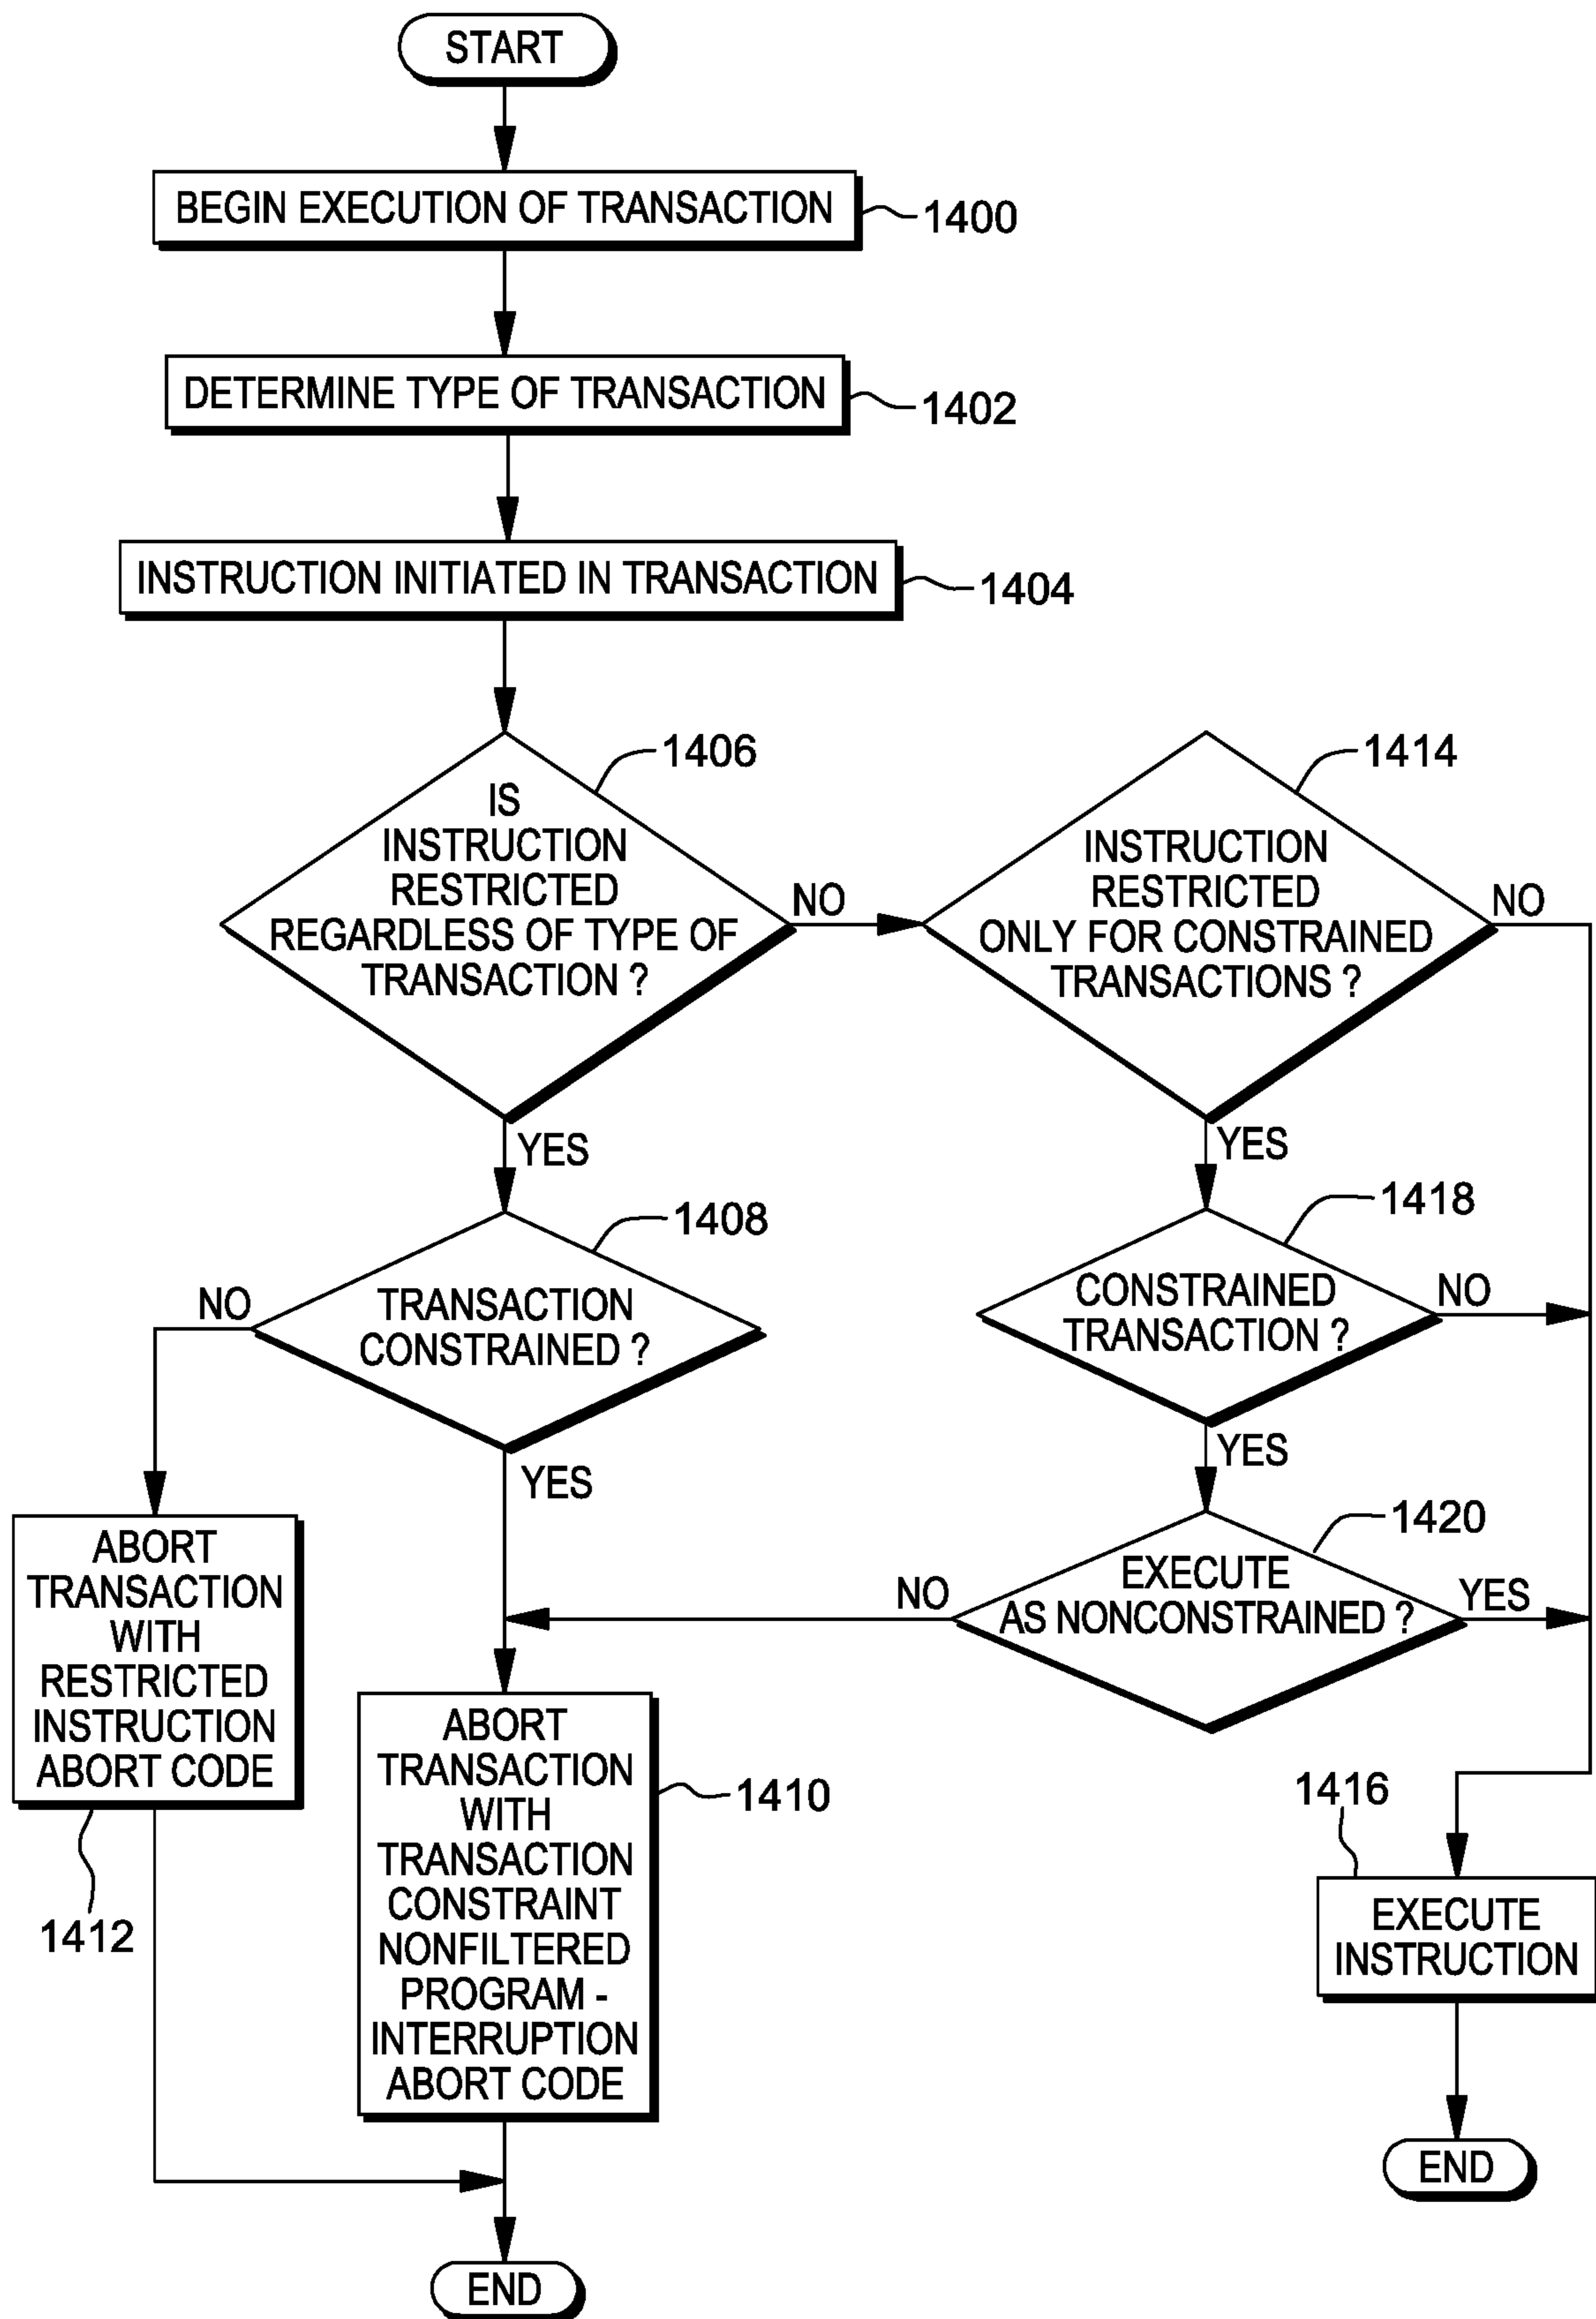 START
BEGIN EXECUTION OF TRANSACTION
1400
DETERMINE TYPE OF TRANSACTION
1402
INSTRUCTION INITIATED IN TRANSACTION
1404
1406
IS
INSTRUCTION
RESTRICTED
REGARDLESS OF TYPE OF
TRANSACTION ?
NO
YES
1414
INSTRUCTION
RESTRICTED
ONLY FOR CONSTRAINED
TRANSACTIONS ?
NO
YES
1408
TRANSACTION
CONSTRAINED ?
NO
YES
1418
CONSTRAINED
TRANSACTION ?
NO
YES
1420
EXECUTE
AS NONCONSTRAINED ?
NO
YES
ABORT
TRANSACTION
WITH
RESTRICTED
INSTRUCTION
ABORT CODE
1412
ABORT
TRANSACTION
WITH
TRANSACTION
CONSTRAINT
NONFILTERED
PROGRAM -
INTERRUPTION
ABORT CODE
1410
1416
EXECUTE
INSTRUCTION
END
END